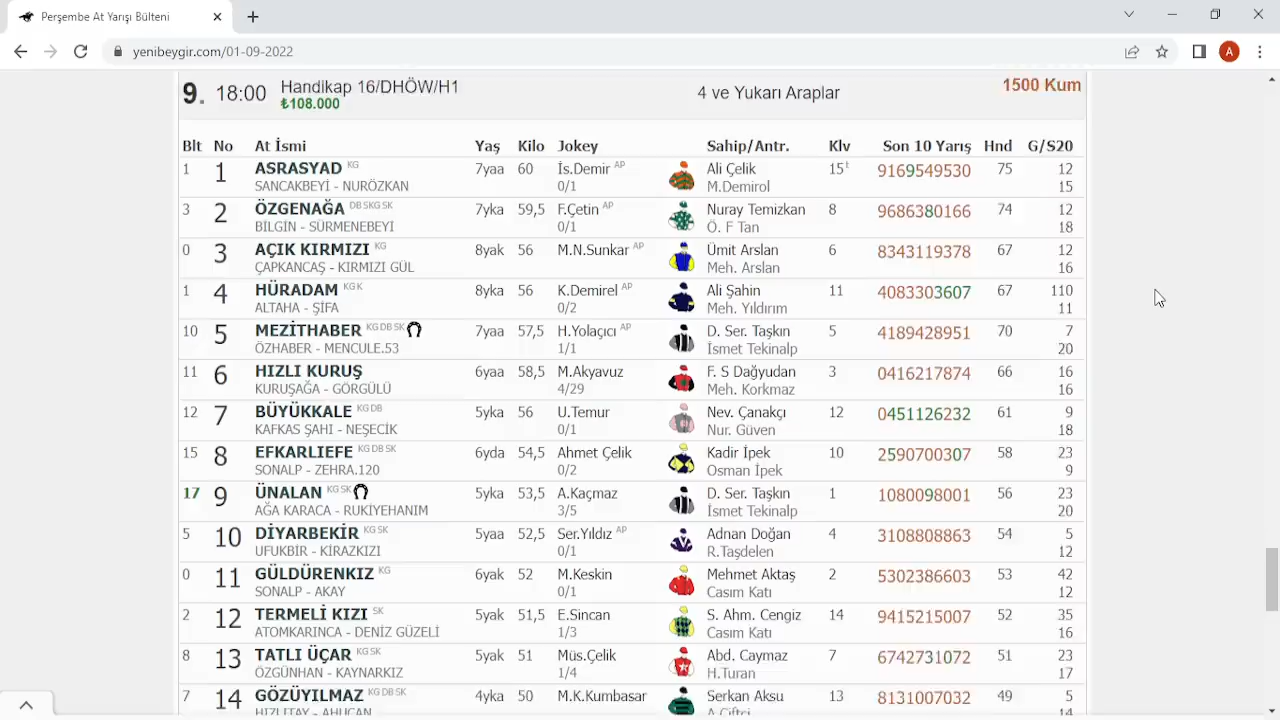 Perşembe At Yarışı Bülteni
yenibeygir.com/01-09-2022
A
9. 18:00 Handikap 16/DHÖW/H1 4 ve Yukarı Araplar 1500 Kum
₺108.000
Blt No At İsmi Yaş Kilo Jokey Sahip/Antr. Klv Son 10 Yarış Hnd G/S20
1 1 ASRASYAD KG 7yaa 60 İs.Demir AP Ali Çelik 15 t 9169549530 75 12
SANCAKBEYİ - NURÖZKAN 0/1 M.Demirol 15
3 2 ÖZGENAĞA DB SKG SK 7yka 59,5 F.Çetin AP Nuray Temizkan 8 9686380166 74 12
BİLGİN - SÜRMENEBEYİ 0/1 Ö. F Tan 18
0 3 AÇIK KIRMIZI KG 8yak 56 M.N.Sunkar AP Ümit Arslan 6 8343119378 67 12
ÇAPKANCAŞ - KIRMIZI GÜL Meh. Arslan 16
1 4 HÜRADAM KG K 8yka 56 K.Demirel AP Ali Şahin 11 4083303607 67 110
ALTAHA - ŞİFA 0/2 Meh. Yıldırım 11
10 5 MEZİTHABER KG DB SK 7yaa 57,5 H.Yolaçıcı AP D. Ser. Taşkın 5 4189428951 70 7
ÖZHABER - MENCULE.53 1/1 İsmet Tekinalp 20
11 6 HIZLI KURUŞ 6yaa 58,5 M.Akyavuz F. S Dağyudan 3 0416217874 66 16
KURUŞAĞA - GÖRGÜLÜ 4/29 Meh. Korkmaz 16
12 7 BÜYÜKKALE KG DB 5yka 56 U.Temur Nev. Çanakçı 12 0451126232 61 9
KAFKAS ŞAHI - NEŞECİK 0/1 Nur. Güven 18
15 8 EFKARLIEFE KG DB SK 6yda 54,5 Ahmet Çelik Kadir İpek 10 2590700307 58 23
SONALP - ZEHRA.120 0/2 Osman İpek 9
17 9 ÜNALAN KG SK 5yka 53,5 A.Kaçmaz D. Ser. Taşkın 1 1080098001 56 23
AĞA KARACA - RUKİYEHANIM 3/5 İsmet Tekinalp 20
5 10 DİYARBEKİR KG SK 5yaa 52,5 Ser.Yıldız AP Adnan Doğan 4 3108808863 54 5
UFUKBİR - KİRAZKIZI 0/1 R.Taşdelen 12
0 11 GÜLDÜRENKIZ KG 6yak 52 M.Keskin Mehmet Aktaş 2 5302386603 53 42
SONALP - AKAY 0/1 Casım Katı 12
2 12 TERMELİ KIZI SK 5yak 51,5 E.Sincan S. Ahm. Cengiz 14 9415215007 52 35
ATOMKARINCA - DENİZ GÜZELİ 1/3 Casım Katı 16
8 13 TATLI ÜÇAR KG SK 5yak 51 Müs.Çelik Abd. Caymaz 7 6742731072 51 23
ÖZGÜNHAN - KAYNARKIZ 1/4 H.Turan 17
7 14 GÖZÜYILMAZ KG DB SK 4yka 50 M.K.Kumbasar Serkan Aksu 13 8131007032 49 5
HIZLITAY - AHUCAN A.Çiftçi 14